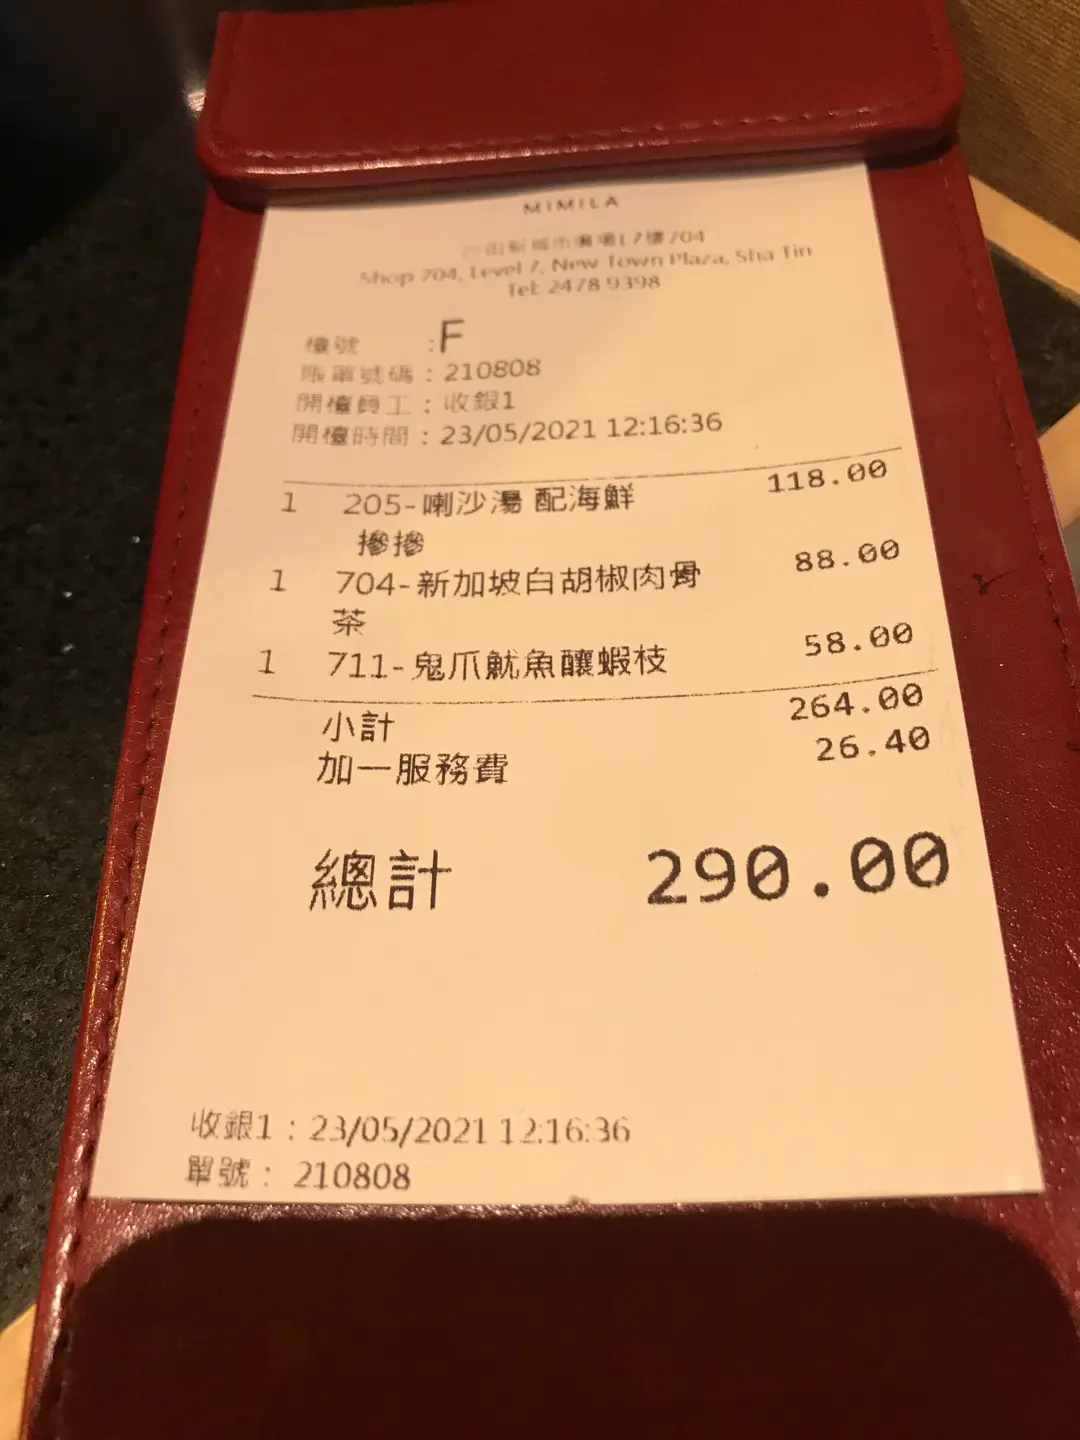 MIMILA
沙田新城市廣場L7樓704
Shop 704, Level 7, New Town Plaza, Sha Tin
Tel: 2478 9398
檯號 :F
賬單號碼 : 210808
開檯員工 : 收銀1
開檯時間 : 23/05/2021 12:16:36
1 205-喇沙湯 配海鮮 118.00
摻摻
1 704-新加坡白胡椒肉骨 88.00
茶
1 711-鬼爪魷魚釀蝦枝 58.00
小計 264.00
加一服務費 26.40
總計 290.00
收銀1 : 23/05/2021 12:16:36
單號 : 210808